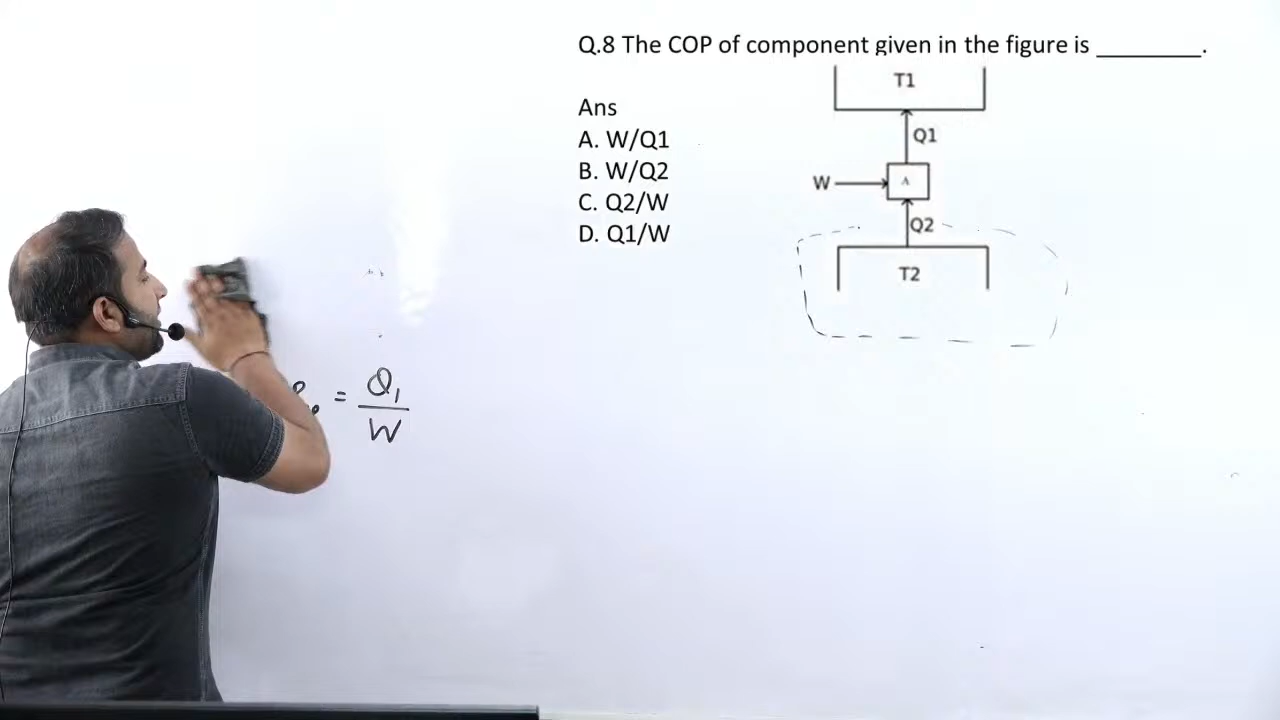 Q.8 The COP of component given in the figure is _________.
T1
Ans
Q1
A. W/Q1
B. W/Q2
W
A
C. Q2/W
Q2
D. Q1/W
T2
= Q₁
W